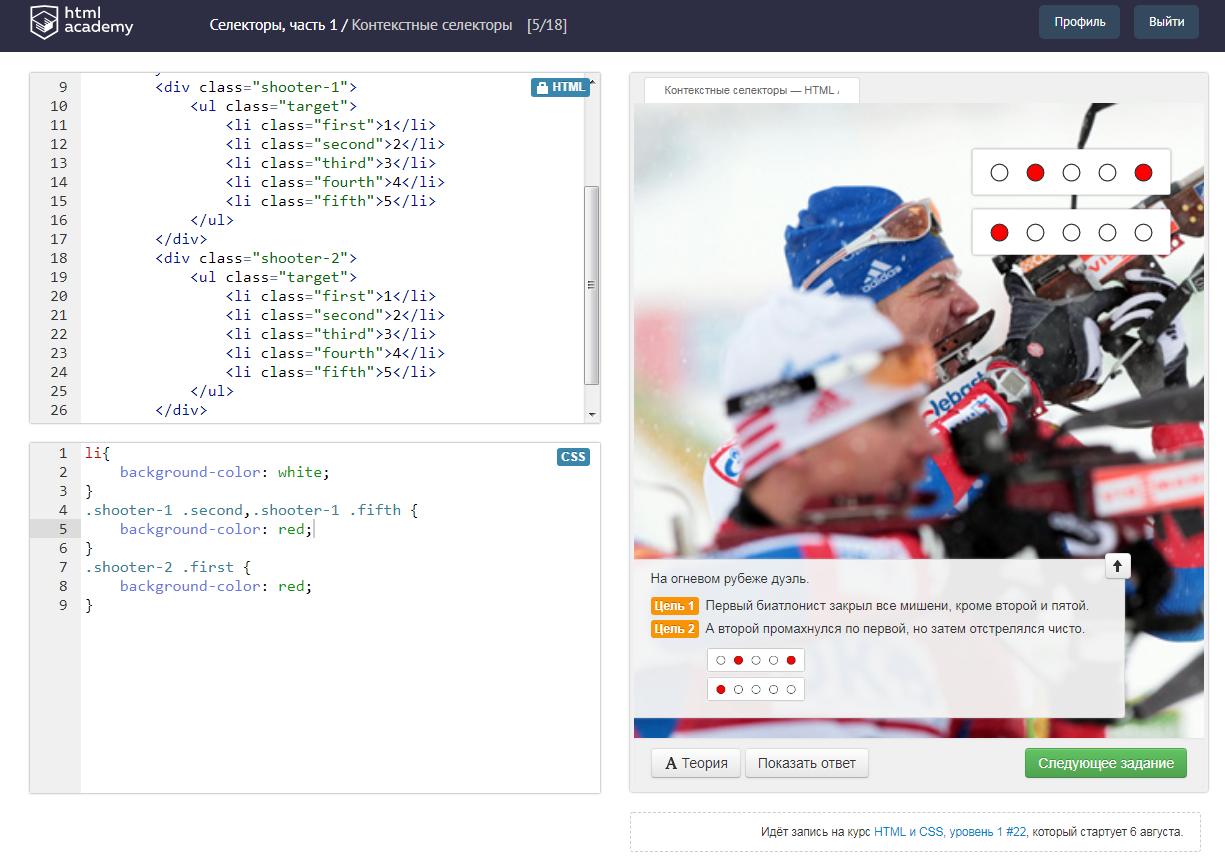 html
academy
Селекторы, часть 1 / Контекстные селекторы [5/18]
Профиль
Выйти
HTML
9 <div class="shooter-1">
10 <ul class="target">
11 <li class="first">1</li>
12 <li class="second">2</li>
13 <li class="third">3</li>
14 <li class="fourth">4</li>
15 <li class="fifth">5</li>
16 </ul>
17 </div>
18 <div class="shooter-2">
19 <ul class="target">
20 <li class="first">1</li>
21 <li class="second">2</li>
22 <li class="third">3</li>
23 <li class="fourth">4</li>
24 <li class="fifth">5</li>
25 </ul>
26 </div>
CSS
1 li{
2 background-color: white;
3 }
4 .shooter-1 .second,.shooter-1 .fifth {
5 background-color: red;
6 }
7 .shooter-2 .first {
8 background-color: red;
9 }
Контекстные селекторы — HTML
adidas
На огневом рубеже дуэль.
Цель 1 Первый биатлонист закрыл все мишени, кроме второй и пятой.
Цель 2 А второй промахнулся по первой, но затем отстрелялся чисто.
A Теория
Показать ответ
Следующее задание
Идёт запись на курс HTML и CSS, уровень 1 #22, который стартует 6 августа.